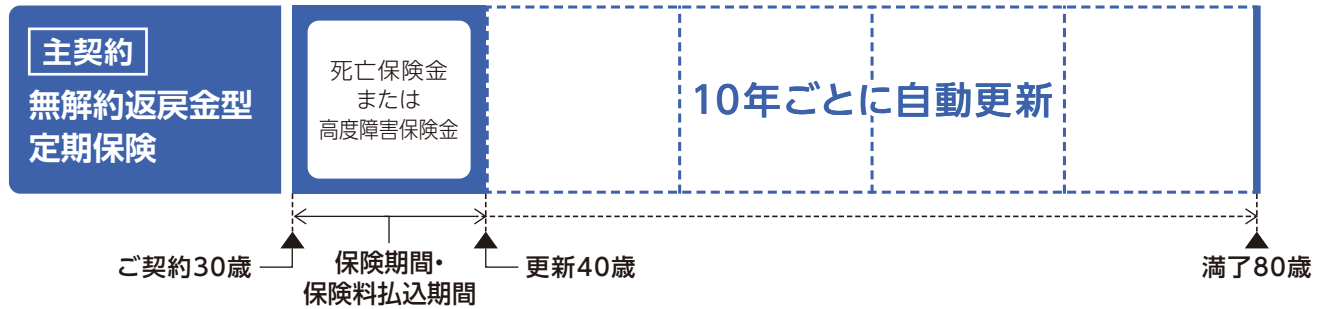 主契約
無解約返戻金型
定期保険
死亡保険金
または
高度障害保険金
10年ごとに自動更新
ご契約30歳
保険期間・
保険料払込期間
更新40歳
満了80歳